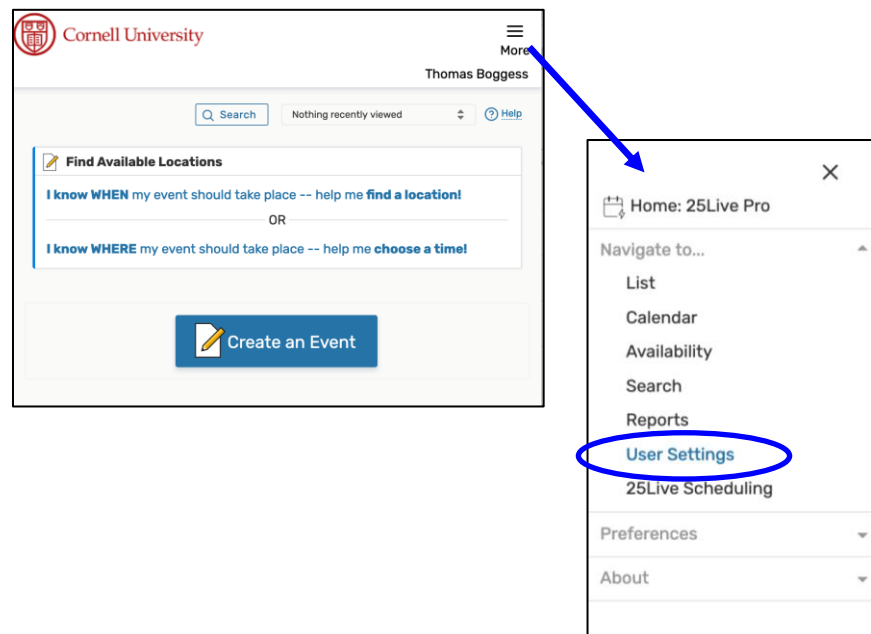 Cornell University
More
Thomas Boggess
Search
Nothing recently viewed
? Help
Find Available Locations
I know WHEN my event should take place -- help me find a location!
OR
I know WHERE my event should take place -- help me choose a time!
Create an Event
Home: 25Live Pro
Navigate to...
List
Calendar
Availability
Search
Reports
User Settings
25Live Scheduling
Preferences
About